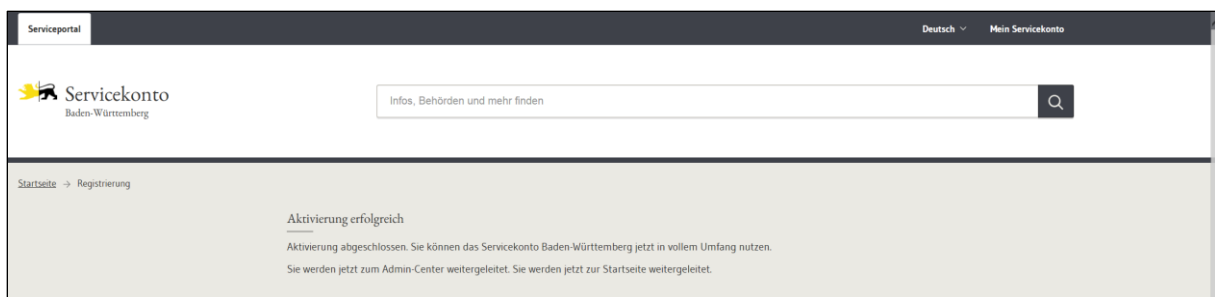 Serviceportal
Deutsch
Mein Servicekonto
Servicekonto
Baden-Württemberg
Infos, Behörden und mehr finden
Startseite → Registrierung
Aktivierung erfolgreich
Aktivierung abgeschlossen. Sie können das Servicekonto Baden-Württemberg jetzt in vollem Umfang nutzen.
Sie werden jetzt zum Admin-Center weitergeleitet. Sie werden jetzt zur Startseite weitergeleitet.